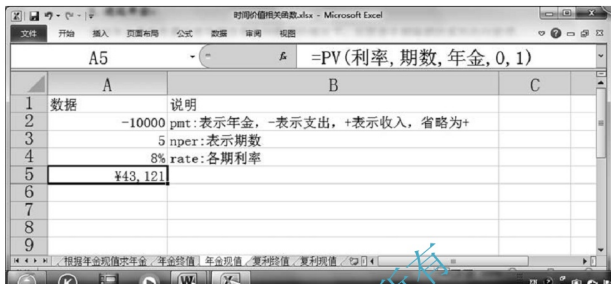 时间价值相关函数.xlsx - Microsoft Excel
文件 开始 插入 页面布局 公式 数据 审阅 视图
A5 fx =PV(利率,期数,年金,0,1)
A B C
1 数据 说明
2 -10000 pmt:表示年金，-表示支出，+表示收入，省略为+
3 5 nper:表示期数
4 8% rate:各期利率
5 ¥43,121
6
7
8
9
根据年金现值求年金 年金终值 年金现值 复利终值 复利现值
有